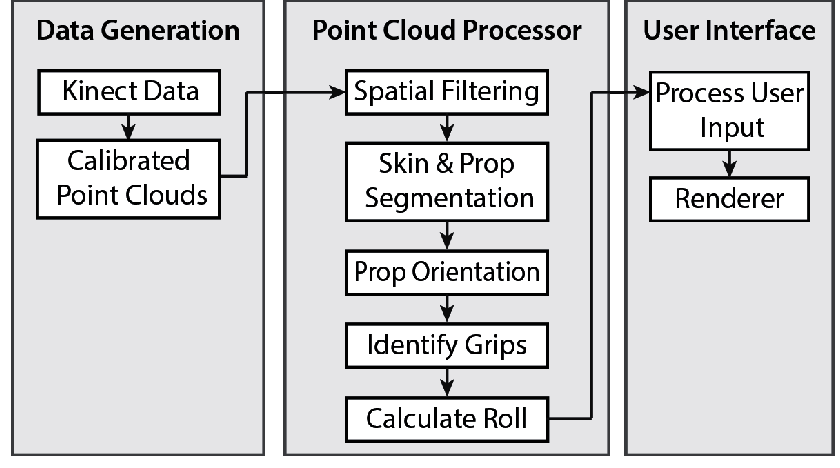 Data Generation
Kinect Data
Calibrated
Point Clouds
Point Cloud Processor
Spatial Filtering
Skin & Prop
Segmentation
Prop Orientation
Identify Grips
Calculate Roll
User Interface
Process User
Input
Renderer